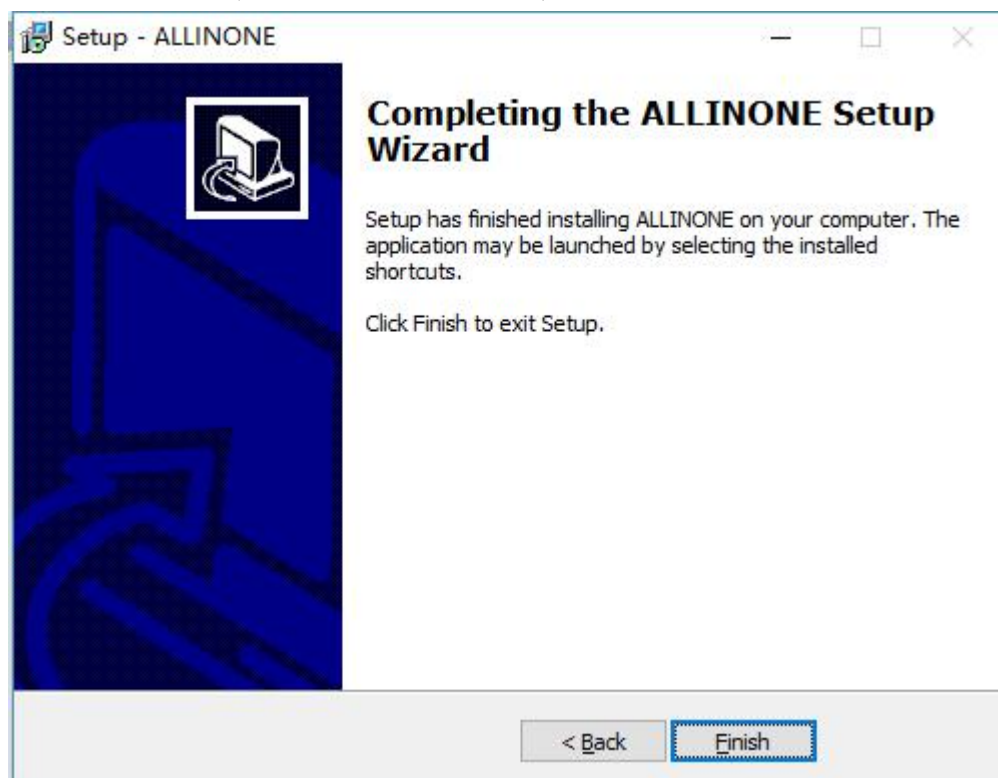 Setup - ALLINONE
Completing the ALLINONE Setup
Wizard
Setup has finished installing ALLINONE on your computer. The
application may be launched by selecting the installed
shortcuts.
Click Finish to exit Setup.
< Back
Finish